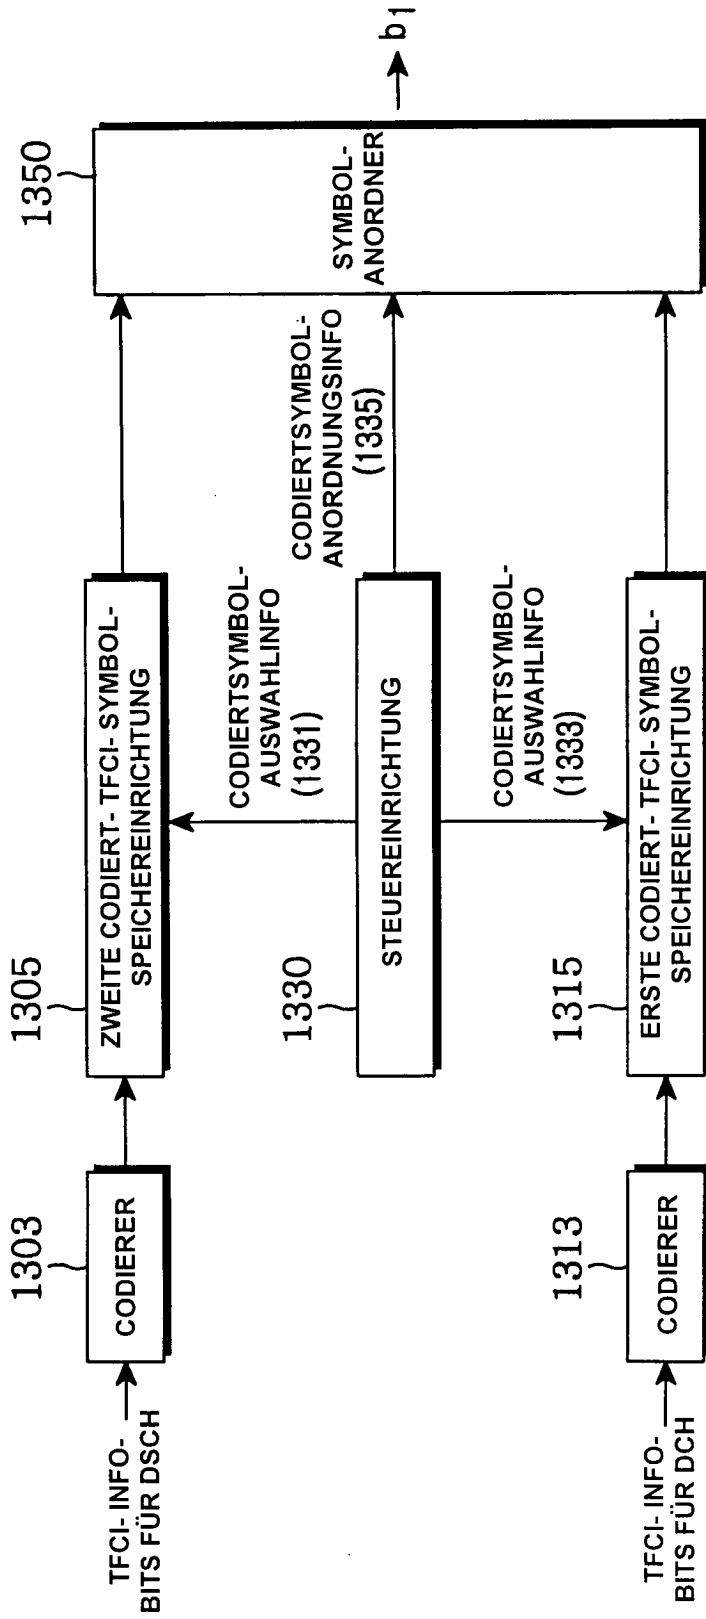 TFCI- INFO-
BITS FÜR DSCH
1303
CODIERER
1305
ZWEITE CODIERT- TFCI- SYMBOL-
SPEICHEREINRICHTUNG
CODIERTSYMBOL-
AUSWAHLINFO
(1331)
1330
STEUEREINRICHTUNG
CODIERTSYMBOL-
ANORDNUNGSINFO
(1335)
1350
SYMBOL-
ANORDNER
b1
CODIERTSYMBOL-
AUSWAHLINFO
(1333)
TFCI- INFO-
BITS FÜR DCH
1313
CODIERER
1315
ERSTE CODIERT- TFCI- SYMBOL-
SPEICHEREINRICHTUNG